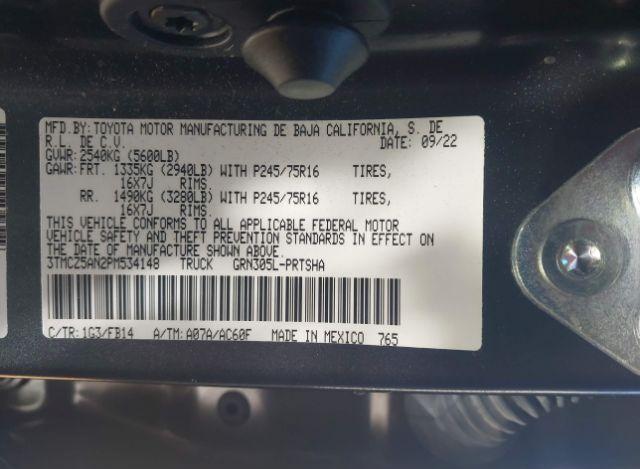 MFD.BY: TOYOTA MOTOR MANUFACTURING DE BAJA CALIFORNIA, S. DE
R.L. DE C.V. DATE: 09/22
GVWR: 2540KG (5600LB)
GAWR: FRT. 1335KG (2940LB) WITH P245/75R16 TIRES,
16X7J RIMS.
RR. 1490KG (3280LB) WITH P245/75R16 TIRES,
16X7J RIMS.
THIS VEHICLE CONFORMS TO ALL APPLICABLE FEDERAL MOTOR
VEHICLE SAFETY AND THEFT PREVENTION STANDARDS IN EFFECT ON
THE DATE OF MANUFACTURE SHOWN ABOVE.
3TMCZ5AN2PM534148 TRUCK GRN305L-PRTSHA
C/TR: 1G3/FB14 A/TM: A07A/AC60F MADE IN MEXICO 765